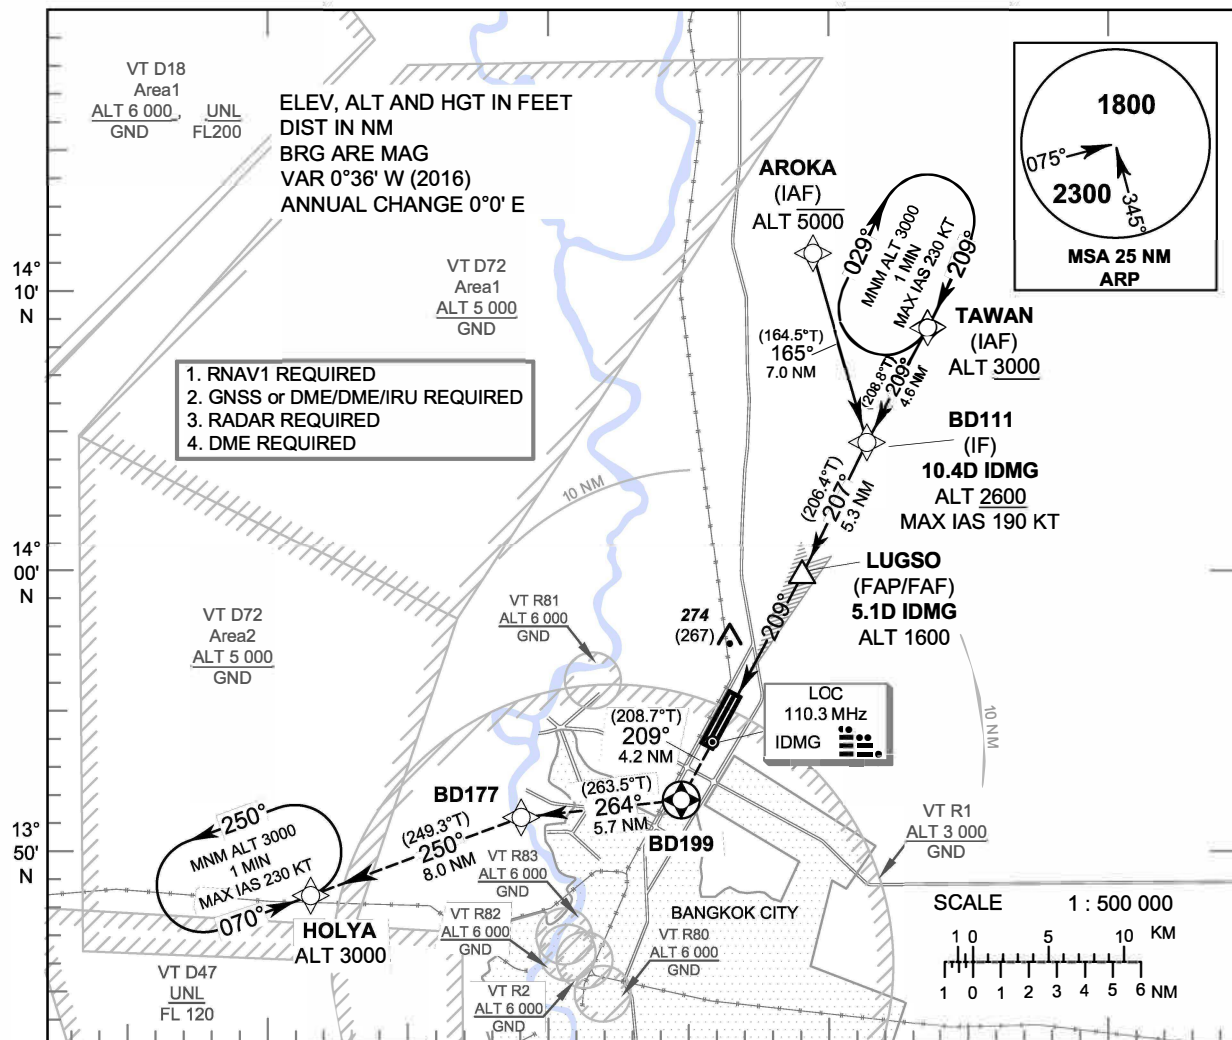 VT D18
Area1
ALT 6 000, UNL
GND FL200
ELEV, ALT AND HGT IN FEET
DIST IN NM
BRG ARE MAG
VAR 0°36' W (2016)
ANNUAL CHANGE 0°0' E
AROKA
(IAF)
ALT 5000
029°
MNM ALT 3000
1 MIN
MAX IAS 230 KT
209°
1800
075°
2300
345°
MSA 25 NM
ARP
14°
10'
N
VT D72
Area1
ALT 5 000
GND
TAWAN
(IAF)
ALT 3000
(164.5°T)
165°
7.0 NM
(208.8°T)
209°
4.6 NM
1. RNAV1 REQUIRED
2. GNSS or DME/DME/IRU REQUIRED
3. RADAR REQUIRED
4. DME REQUIRED
BD111
(IF)
10.4D IDMG
ALT 2600
MAX IAS 190 KT
10 NM
(206.4°T)
207°
5.3 NM
14°
00'
N
LUGSO
(FAP/FAF)
5.1D IDMG
ALT 1600
VT D72
Area2
ALT 5 000
GND
VT R81
ALT 6 000
GND
274
(267)
209°
LOC
110.3 MHz
IDMG
10 NM
(208.7°T)
209°
4.2 NM
(263.5°T)
264°
5.7 NM
BD177
BD199
(249.3°T)
250°
8.0 NM
250°
MNM ALT 3000
1 MIN
MAX IAS 230 KT
070°
HOLYA
ALT 3000
13°
50'
N
VT R1
ALT 3 000
GND
VT R83
ALT 6 000
GND
VT R82
ALT 6 000
GND
BANGKOK CITY
VT R80
ALT 6 000
GND
VT R2
ALT 6 000
GND
VT D47
UNL
FL 120
SCALE 1 : 500 000
1 0 5 10 KM
1 0 1 2 3 4 5 6 NM